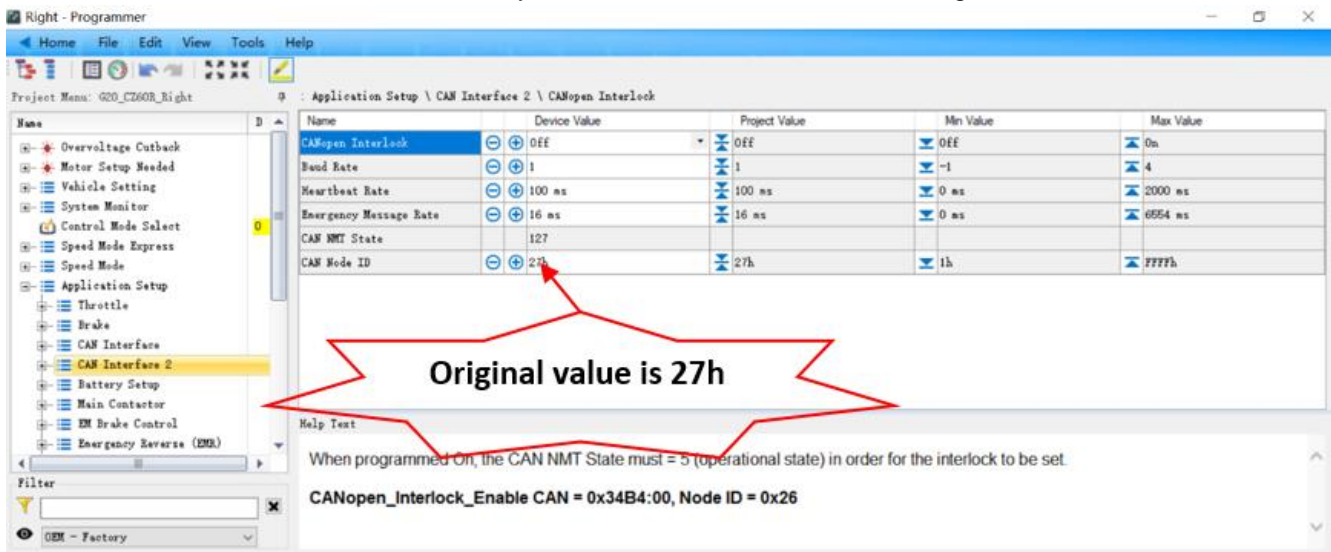 Right - Programmer
Home File Edit View Tools Help
Project Menu: G20_CZ60R_Right
: Application Setup \ CAN Interface 2 \ CANopen Interlock
Name D
Overvoltage Cutback
Motor Setup Needed
Vehicle Setting
System Monitor
Control Mode Select 0
Speed Mode Express
Speed Mode
Application Setup
Throttle
Brake
CAN Interface
CAN Interface 2
Battery Setup
Main Contactor
EM Brake Control
Emergency Reverse (EMR)
Filter
OEM - Factory
Name Device Value Project Value Min Value Max Value
CANopen Interlock Off Off Off On
Baud Rate 1 1 -1 4
Heartbeat Rate 100 ms 100 ms 0 ms 2000 ms
Emergency Message Rate 16 ms 16 ms 0 ms 6554 ms
CAN NMT State 127
CAN Node ID 27h 27h 1h FFFFh
Original value is 27h
Help Text
When programmed On, the CAN NMT State must = 5 (operational state) in order for the interlock to be set.
CANopen_Interlock_Enable CAN = 0x34B4:00, Node ID = 0x26